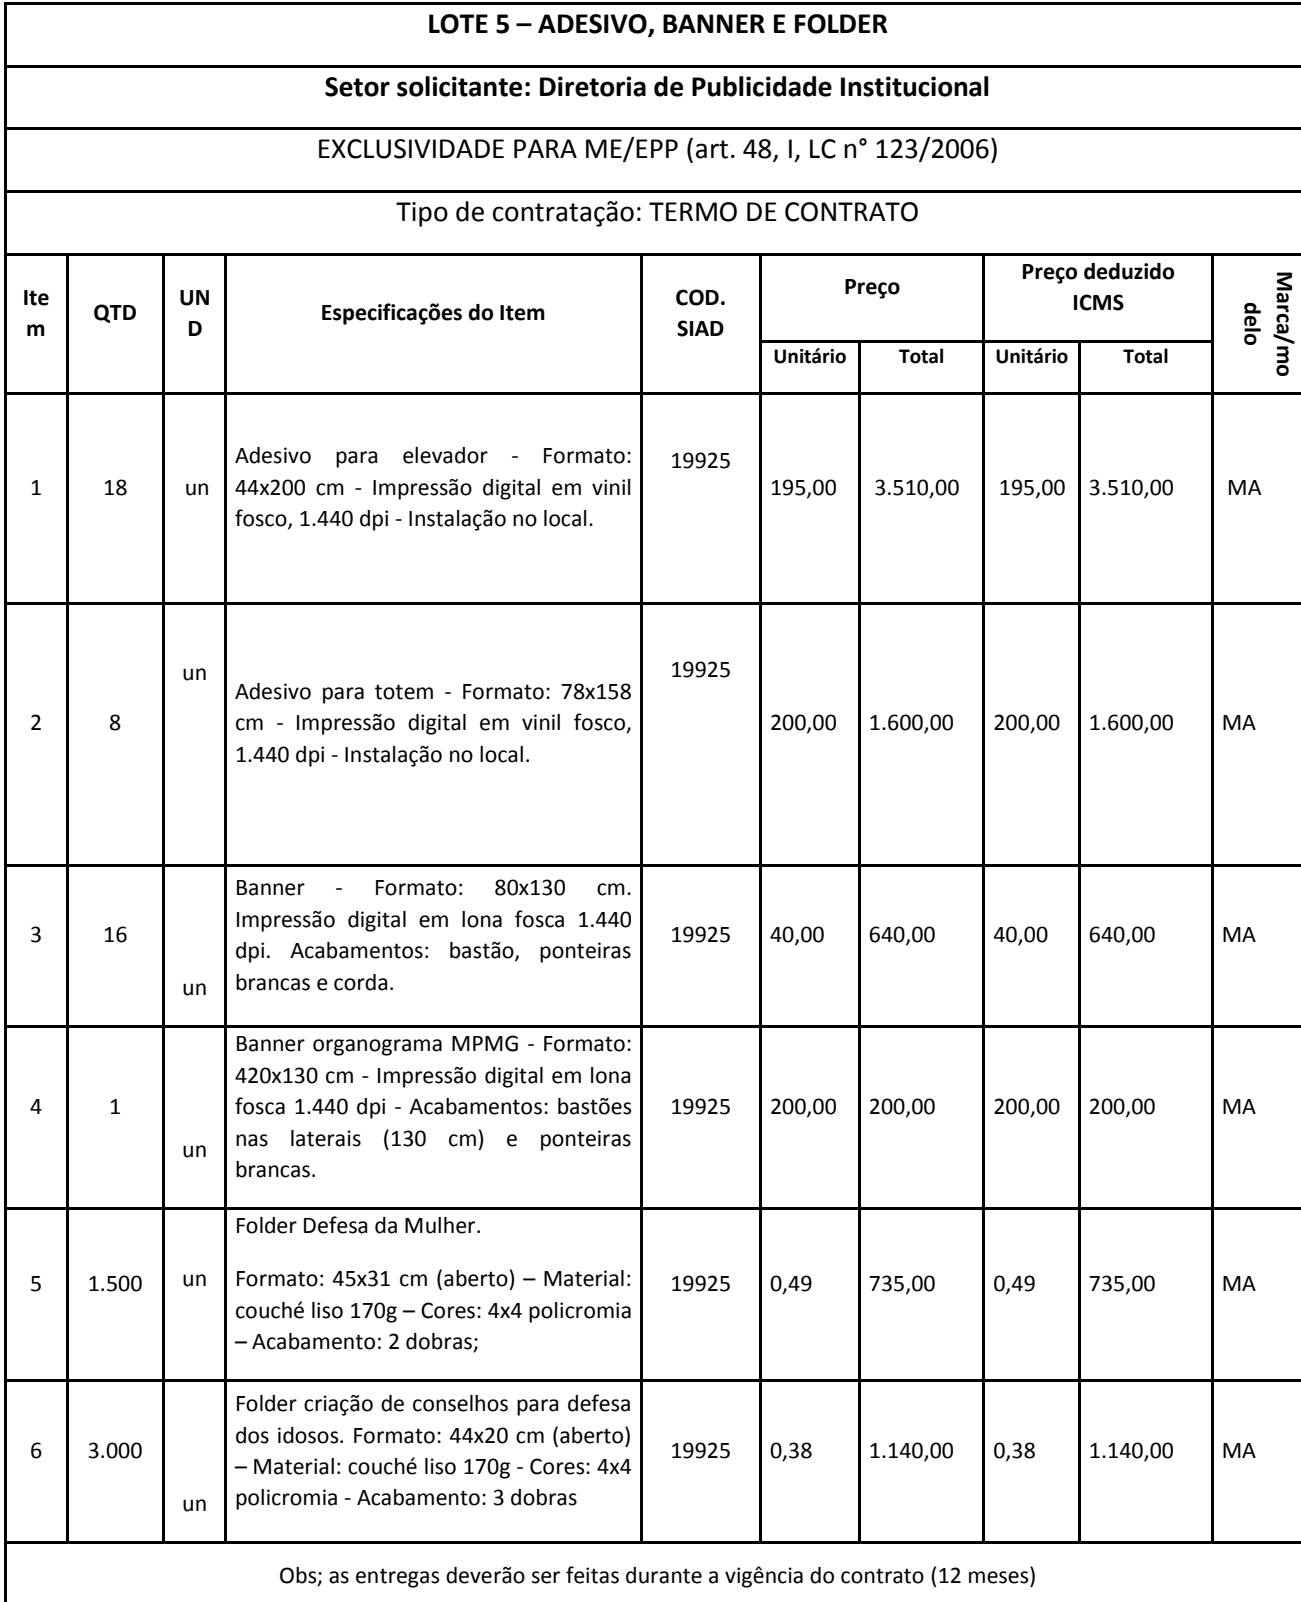 LOTE 5 – ADESIVO, BANNER E FOLDER
Setor solicitante: Diretoria de Publicidade Institucional
EXCLUSIVIDADE PARA ME/EPP (art. 48, I, LC n° 123/2006)
Tipo de contratação: TERMO DE CONTRATO
Ite
m
QTD
UN
D
Especificações do Item
COD.
SIAD
Preço
Preço deduzido
ICMS
Marca/mo
delo
Unitário
Total
Unitário
Total
1
18
un
Adesivo para elevador - Formato:
44x200 cm - Impressão digital em vinil
fosco, 1.440 dpi - Instalação no local.
19925
195,00
3.510,00
195,00
3.510,00
MA
2
8
un
Adesivo para totem - Formato: 78x158
cm - Impressão digital em vinil fosco,
1.440 dpi - Instalação no local.
19925
200,00
1.600,00
200,00
1.600,00
MA
3
16
un
Banner - Formato: 80x130 cm.
Impressão digital em lona fosca 1.440
dpi. Acabamentos: bastão, ponteiras
brancas e corda.
19925
40,00
640,00
40,00
640,00
MA
4
1
un
Banner organograma MPMG - Formato:
420x130 cm - Impressão digital em lona
fosca 1.440 dpi - Acabamentos: bastões
nas laterais (130 cm) e ponteiras
brancas.
19925
200,00
200,00
200,00
200,00
MA
5
1.500
un
Folder Defesa da Mulher.
Formato: 45x31 cm (aberto) – Material:
couché liso 170g – Cores: 4x4 policromia
– Acabamento: 2 dobras;
19925
0,49
735,00
0,49
735,00
MA
6
3.000
un
Folder criação de conselhos para defesa
dos idosos. Formato: 44x20 cm (aberto)
– Material: couché liso 170g - Cores: 4x4
policromia - Acabamento: 3 dobras
19925
0,38
1.140,00
0,38
1.140,00
MA
Obs; as entregas deverão ser feitas durante a vigência do contrato (12 meses)